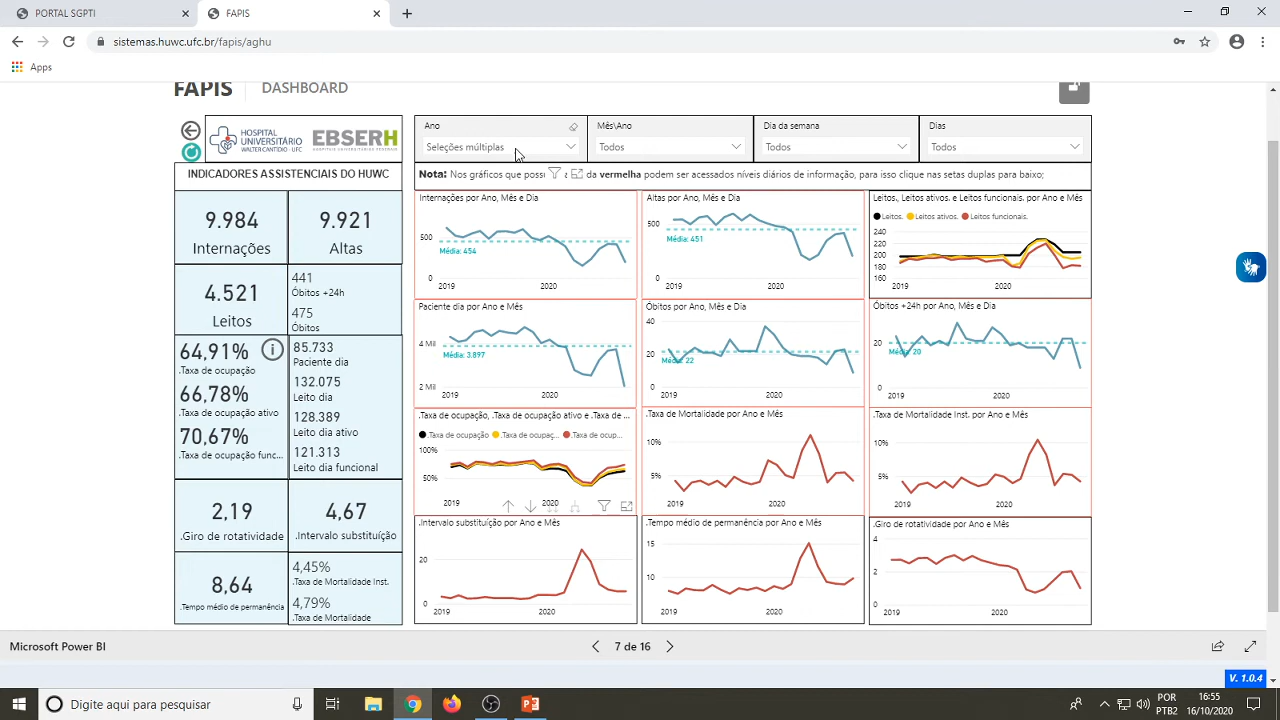 PORTAL SGPTI
FAPIS
sistemas.huwc.ufc.br/fapis/aghu
Apps
FAPIS
DASHBOARD
HOSPITAL
UNIVERSITÁRIO
WALTER CANTÍDIO - UFC
EBSERH
HOSPITAIS UNIVERSITÁRIOS FEDERAIS
Ano
Seleções múltiplas
Mês\Ano
Todos
Dia da semana
Todos
Dias
Todos
INDICADORES ASSISTENCIAIS DO HUWC
Nota: Nos gráficos que possu
a
da vermelha podem ser acessados níveis diários de informação, para isso clique nas setas duplas para baixo;
9.984
Internações
9.921
Altas
4.521
Leitos
441
Óbitos +24h
475
Óbitos
64,91%
.Taxa de ocupação
66,78%
.Taxa de ocupação ativo
70,67%
.Taxa de ocupação func...
85.733
Paciente dia
132.075
Leito dia
128.389
Leito dia ativo
121.313
Leito dia funcional
2,19
.Giro de rotatividade
4,67
.Intervalo substituição
8,64
.Tempo médio de permanência
4,45%
.Taxa de Mortalidade Inst.
4,79%
.Taxa de Mortalidade
Internações por Ano, Mês e Dia
500
Média: 454
0
2019
2020
Altas por Ano, Mês e Dia
500
Média: 451
0
2019
2020
Leitos., Leitos ativos. e Leitos funcionais. por Ano e Mês
Leitos.
Leitos ativos.
Leitos funcionais.
240
220
200
180
160
2019
2020
Paciente dia por Ano e Mês
4 Mil
Média: 3.897
2 Mil
2019
2020
Óbitos por Ano, Mês e Dia
40
20
Média: 22
0
2019
2020
Óbitos +24h por Ano, Mês e Dia
20
Média: 20
0
2019
2020
.Taxa de ocupação, .Taxa de ocupação ativo e .Taxa de ...
.Taxa de ocupação
.Taxa de ocupaç...
.Taxa de ocup...
100%
50%
2019
2020
.Taxa de Mortalidade por Ano e Mês
10%
5%
2019
2020
.Taxa de Mortalidade Inst. por Ano e Mês
10%
5%
2019
2020
.Intervalo substituição por Ano e Mês
20
0
2019
2020
.Tempo médio de permanência por Ano e Mês
15
10
2019
2020
.Giro de rotatividade por Ano e Mês
4
2
0
2019
2020
Microsoft Power BI
7 de 16
V. 1.0.4
Digite aqui para pesquisar
POR
PTB2
16:55
16/10/2020